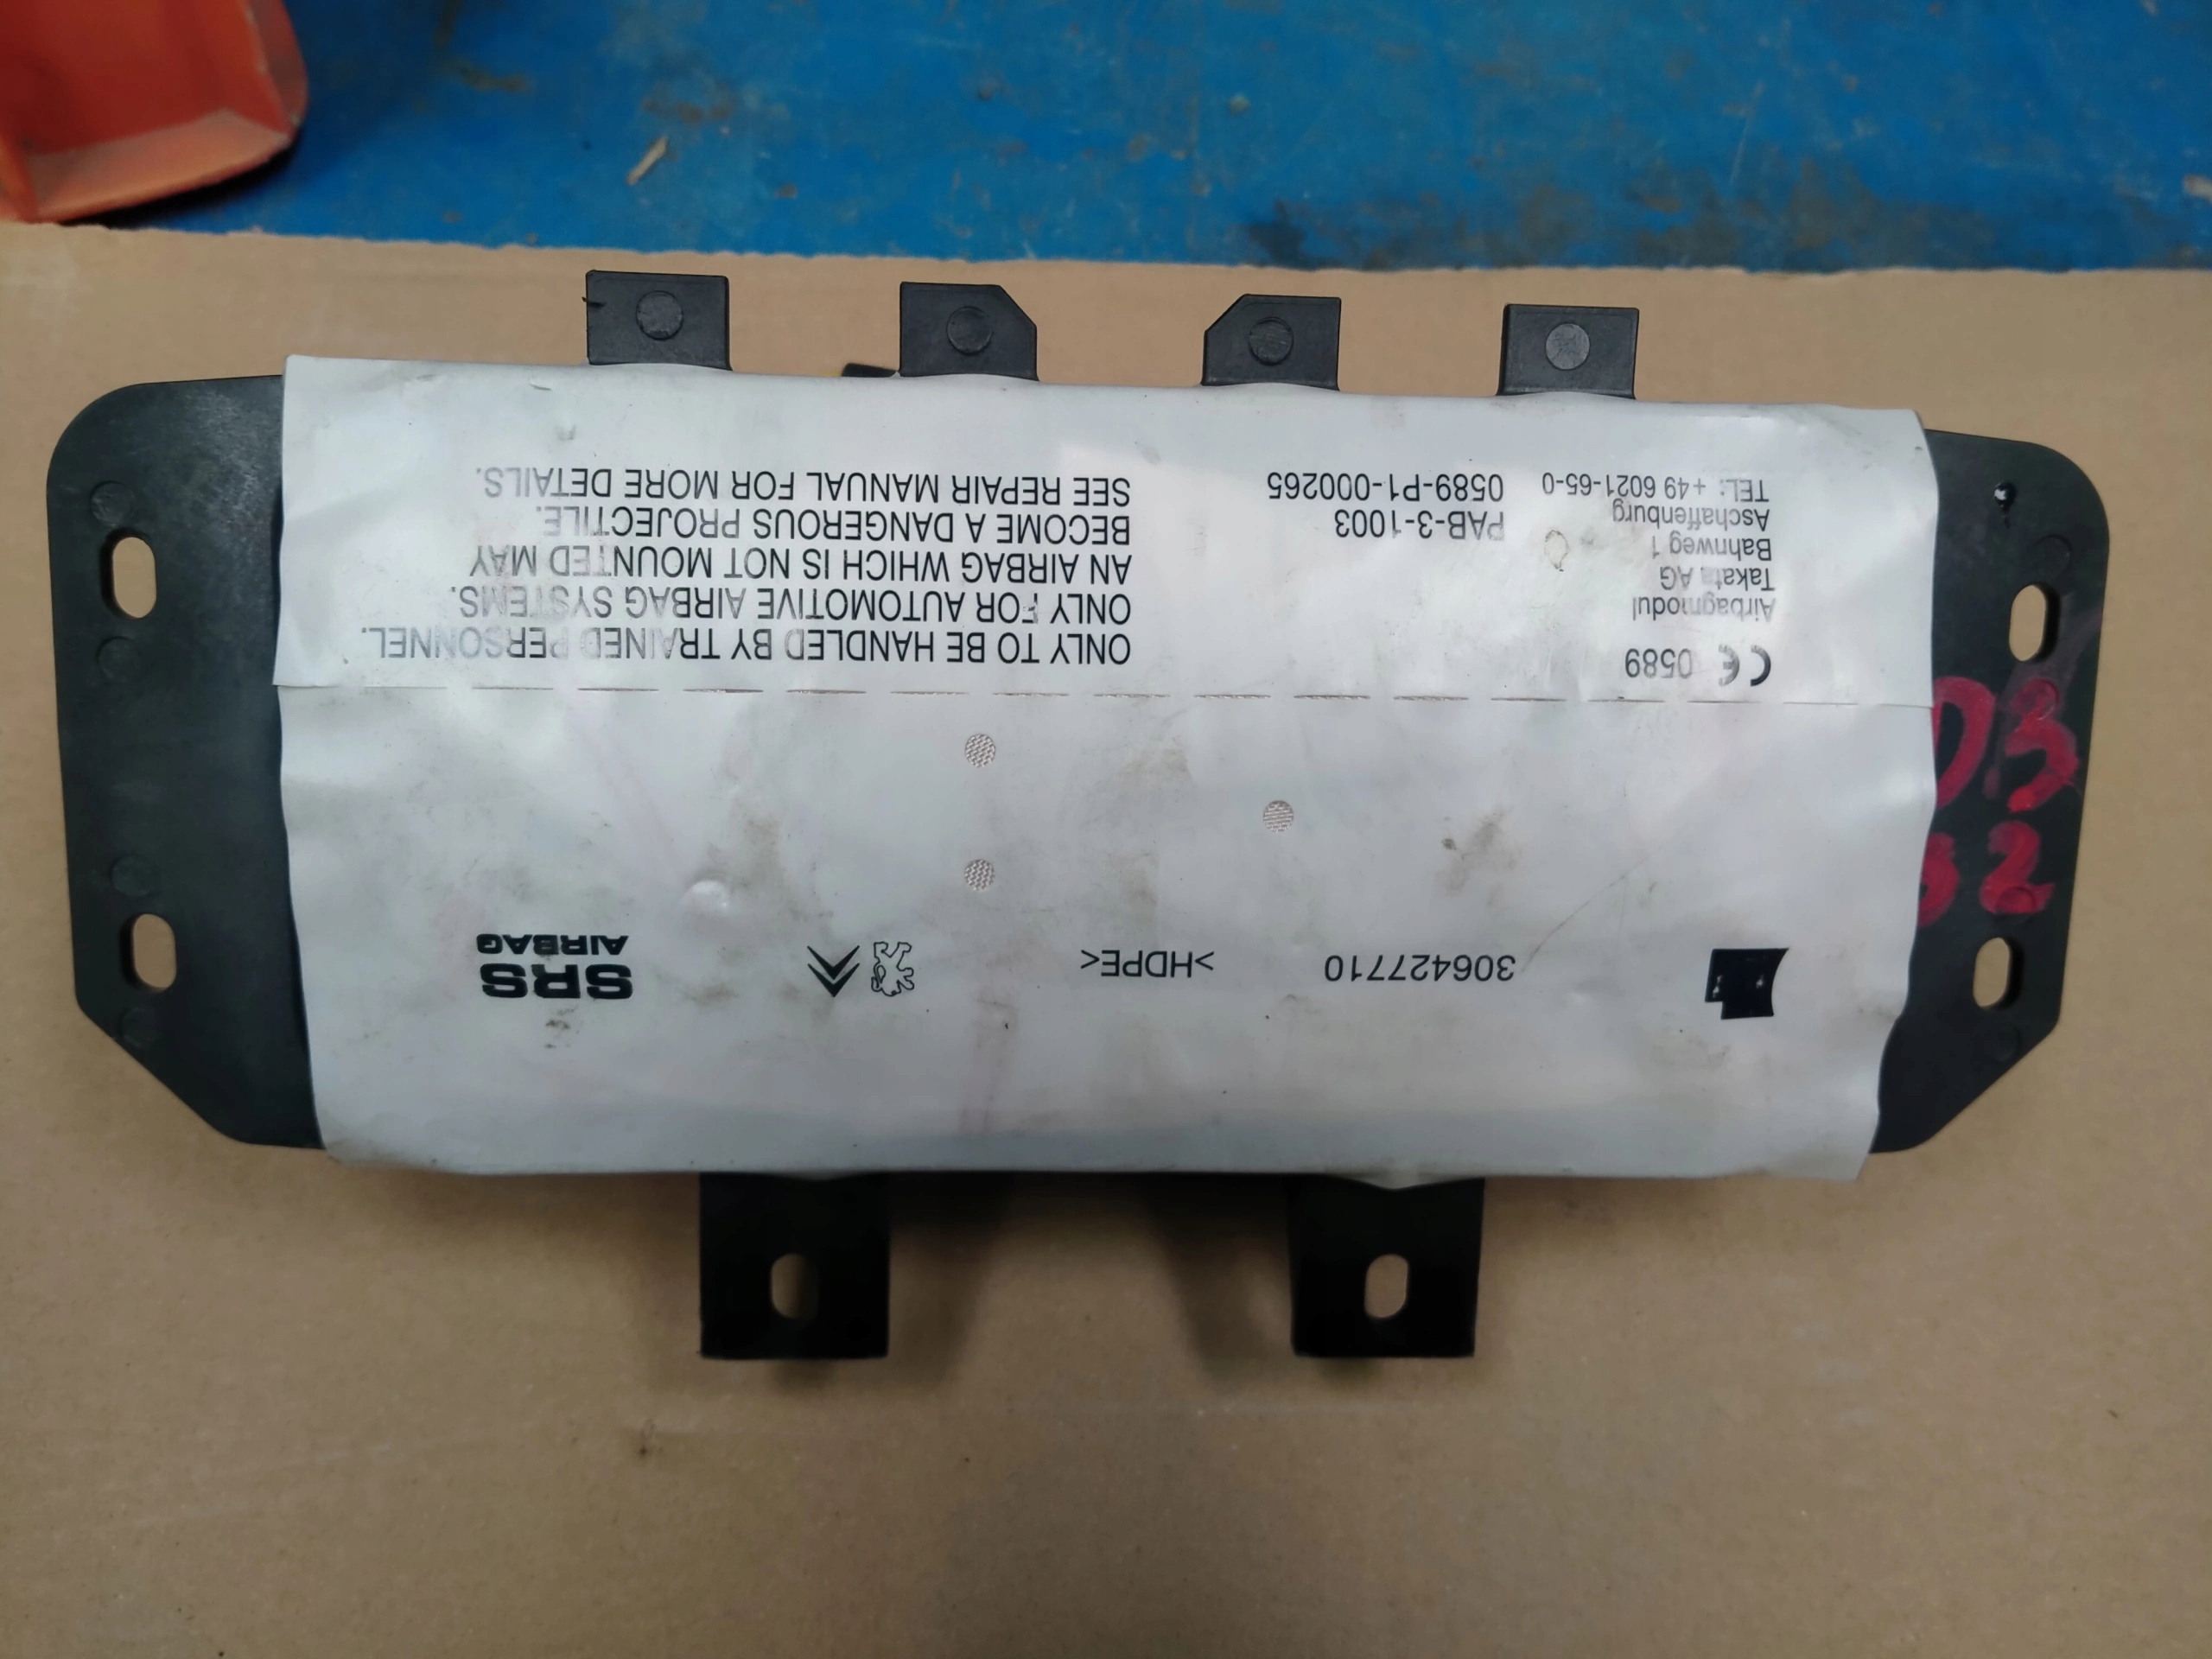 CE 0589
Airbagmodul
Takata AG
Bahnweg 1
Aschaffenburg
TEL: +49 6021-65-0
PAB-3-1003
0589-P1-000265
ONLY TO BE HANDLED BY TRAINED PERSONNEL.
ONLY FOR AUTOMOTIVE AIRBAG SYSTEMS.
AN AIRBAG WHICH IS NOT MOUNTED MAY
BECOME A DANGEROUS PROJECTILE.
SEE REPAIR MANUAL FOR MORE DETAILS.
306427710
>HDPE<
SRS
AIRBAG